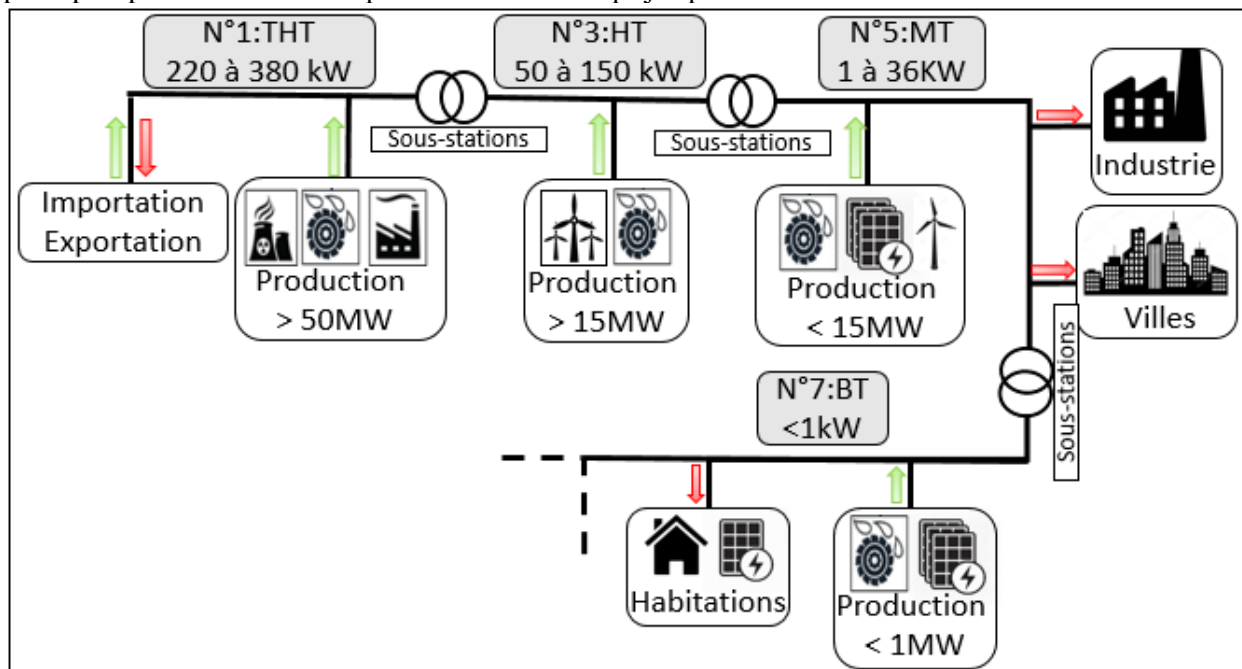 N°1:THT
220 à 380 kW
N°3:HT
50 à 150 kW
N°5:MT
1 à 36KW
Sous-stations
Sous-stations
Industrie
Importation
Exportation
Production
> 50MW
Production
> 15MW
Production
< 15MW
Villes
Sous-stations
N°7:BT
<1kW
Habitations
Production
< 1MW